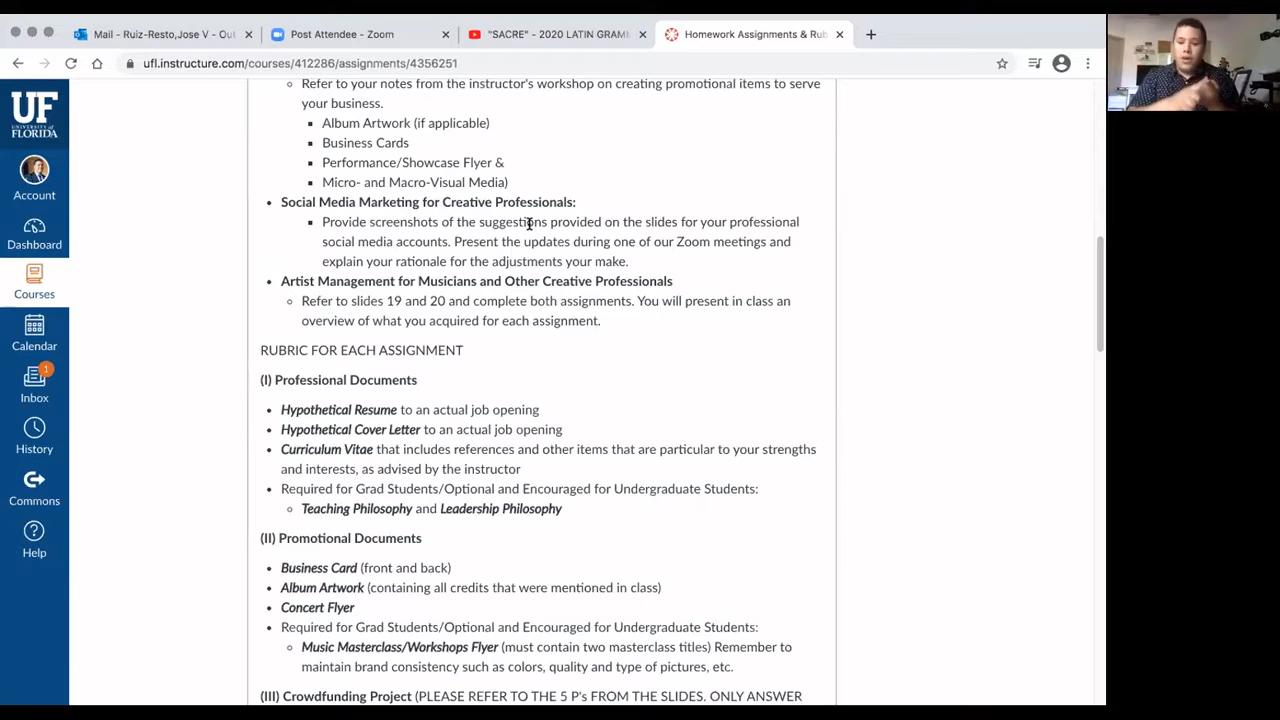 Mail - Ruiz-Resto,Jose V - Out
Post Attendee - Zoom
"SACRE" - 2020 LATIN GRAMM
Homework Assignments & Rub
ufl.instructure.com/courses/412286/assignments/4356251
UF
UNIVERSITY of
FLORIDA
Account
Dashboard
Courses
Calendar
1
Inbox
History
Commons
Help
Refer to your notes from the instructor's workshop on creating promotional items to serve
your business.
Album Artwork (if applicable)
Business Cards
Performance/Showcase Flyer &
Micro- and Macro-Visual Media)
Social Media Marketing for Creative Professionals:
Provide screenshots of the suggestions provided on the slides for your professional
social media accounts. Present the updates during one of our Zoom meetings and
explain your rationale for the adjustments your make.
Artist Management for Musicians and Other Creative Professionals
Refer to slides 19 and 20 and complete both assignments. You will present in class an
overview of what you acquired for each assignment.
RUBRIC FOR EACH ASSIGNMENT
(I) Professional Documents
Hypothetical Resume to an actual job opening
Hypothetical Cover Letter to an actual job opening
Curriculum Vitae that includes references and other items that are particular to your strengths
and interests, as advised by the instructor
Required for Grad Students/Optional and Encouraged for Undergraduate Students:
Teaching Philosophy and Leadership Philosophy
(II) Promotional Documents
Business Card (front and back)
Album Artwork (containing all credits that were mentioned in class)
Concert Flyer
Required for Grad Students/Optional and Encouraged for Undergraduate Students:
Music Masterclass/Workshops Flyer (must contain two masterclass titles) Remember to
maintain brand consistency such as colors, quality and type of pictures, etc.
(III) Crowdfunding Project (PLEASE REFER TO THE 5 P's FROM THE SLIDES. ONLY ANSWER